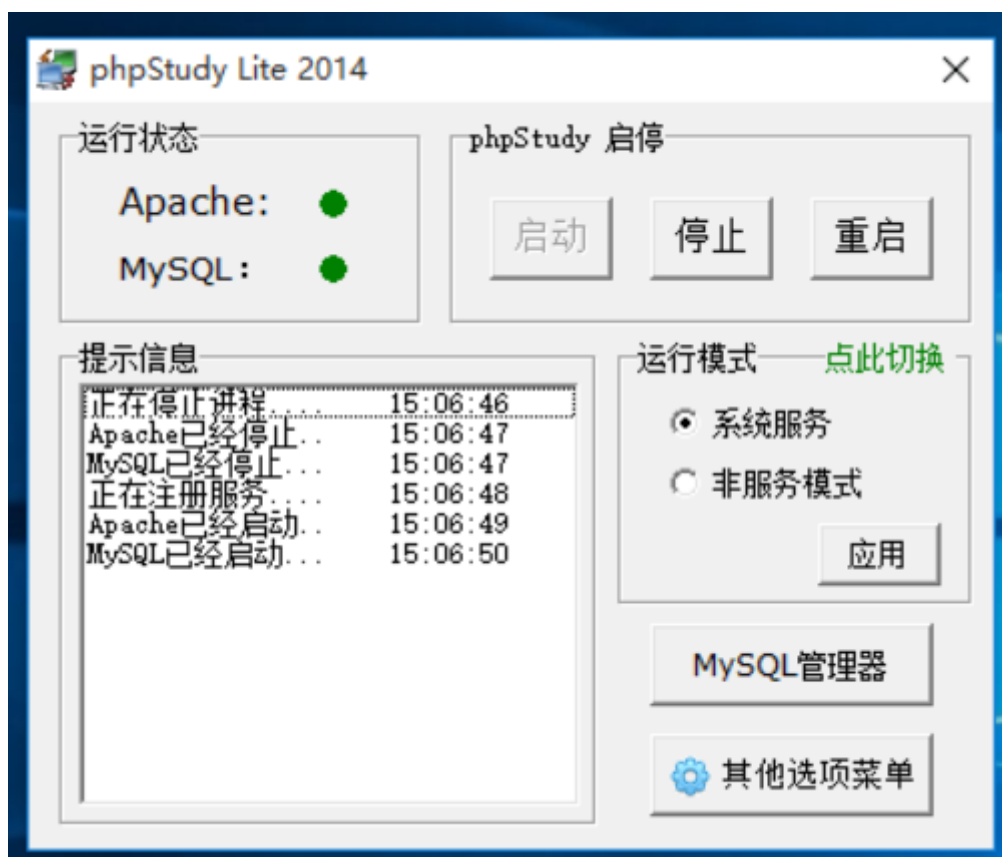 phpStudy Lite 2014
运行状态
Apache:
MySQL:
phpStudy 启停
启动 停止 重启
提示信息
正在停止进程.... 15:06:46
Apache已经停止.. 15:06:47
MySQL已经停止... 15:06:47
正在注册服务.... 15:06:48
Apache已经启动.. 15:06:49
MySQL已经启动... 15:06:50
运行模式 点此切换
系统服务
非服务模式
应用
MySQL管理器
其他选项菜单